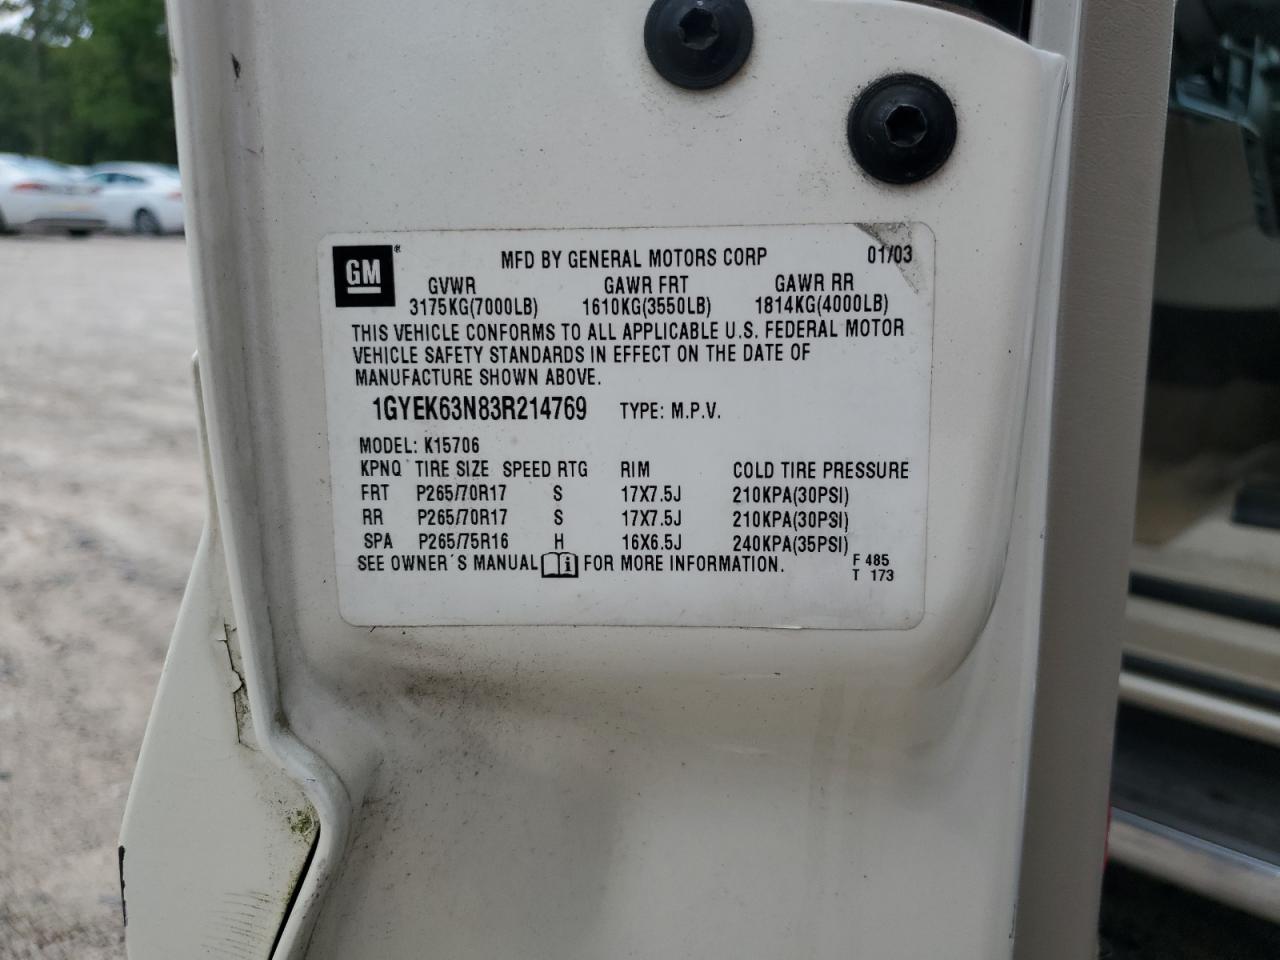 GM ® MFD BY GENERAL MOTORS CORP 01/03
GVWR GAWR FRT GAWR RR
3175KG(7000LB) 1610KG(3550LB) 1814KG(4000LB)
THIS VEHICLE CONFORMS TO ALL APPLICABLE U.S. FEDERAL MOTOR
VEHICLE SAFETY STANDARDS IN EFFECT ON THE DATE OF
MANUFACTURE SHOWN ABOVE.
1GYEK63N83R214769 TYPE: M.P.V.
MODEL: K15706
KPNQ TIRE SIZE SPEED RTG RIM COLD TIRE PRESSURE
FRT P265/70R17 S 17X7.5J 210KPA(30PSI)
RR P265/70R17 S 17X7.5J 210KPA(30PSI)
SPA P265/75R16 H 16X6.5J 240KPA(35PSI)
SEE OWNER´S MANUAL i FOR MORE INFORMATION. F 485
T 173